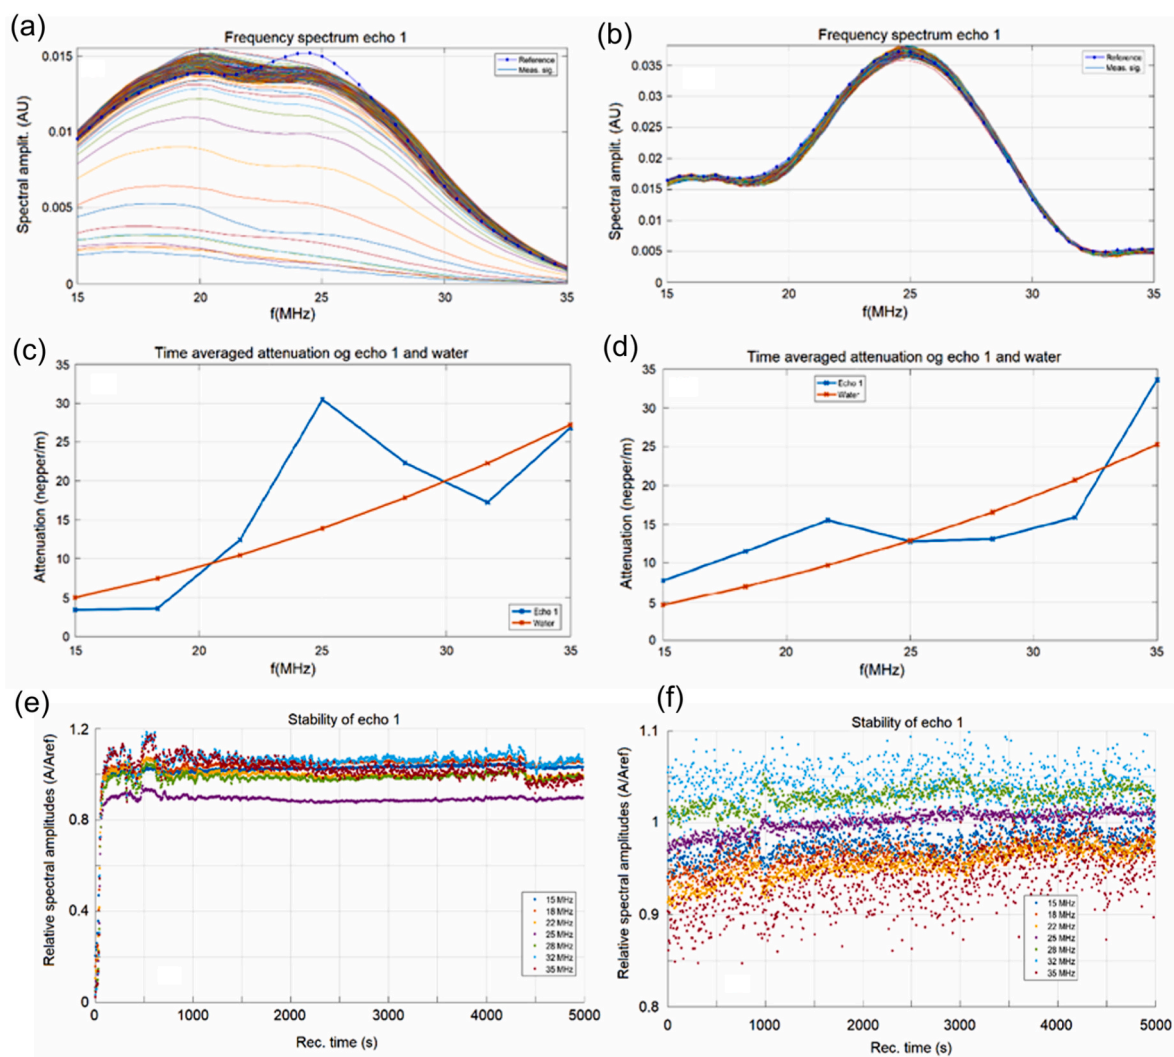 (a)
Frequency spectrum echo 1
Reference
Meas. sig.
Spectral amplit. (AU)
0.015
0.01
0.005
0
15
20
25
30
35
f(MHz)
(b)
Frequency spectrum echo 1
Reference
Meas. sig.
Spectral amplit. (AU)
0.035
0.03
0.025
0.02
0.015
0.01
0.005
0
15
20
25
30
35
f(MHz)
(c)
Time averaged attenuation og echo 1 and water
Attenuation (nepper/m)
35
30
25
20
15
10
5
0
15
20
25
30
35
f(MHz)
Echo 1
Water
(d)
Time averaged attenuation og echo 1 and water
Echo 1
Water
Attenuation (nepper/m)
35
30
25
20
15
10
5
0
15
20
25
30
35
f(MHz)
(e)
Stability of echo 1
Relative spectral amplitudes (A/Aref)
1.2
0.8
0.4
0
0
1000
2000
3000
4000
5000
Rec. time (s)
15 MHz
18 MHz
22 MHz
25 MHz
28 MHz
32 MHz
35 MHz
(f)
Stability of echo 1
Relative spectral amplitudes (A/Aref)
1.1
1
0.9
0.8
0
1000
2000
3000
4000
5000
Rec. time (s)
15 MHz
18 MHz
22 MHz
25 MHz
28 MHz
32 MHz
35 MHz